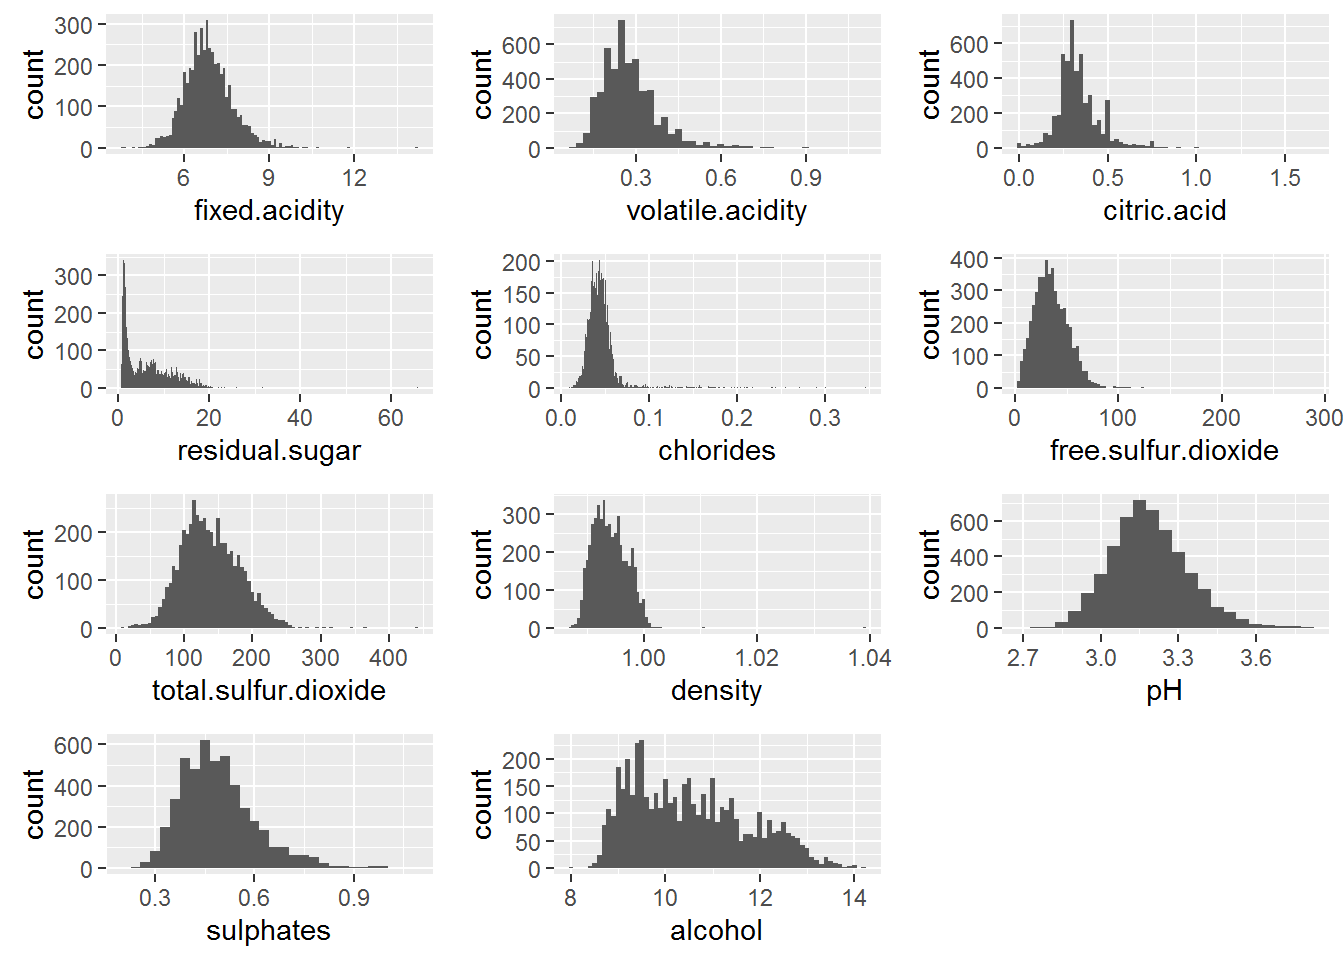 count
300
200
100
0
6 9 12
fixed.acidity
count
600
400
200
0
0.3 0.6 0.9
volatile.acidity
count
600
400
200
0
0.0 0.5 1.0 1.5
citric.acid
count
300
200
100
0
0 20 40 60
residual.sugar
count
200
150
100
50
0
0.0 0.1 0.2 0.3
chlorides
count
400
300
200
100
0
0 100 200 300
free.sulfur.dioxide
count
200
100
0
0 100 200 300 400
total.sulfur.dioxide
count
300
200
100
0
1.00 1.02 1.04
density
count
600
400
200
0
2.7 3.0 3.3 3.6
pH
count
600
400
200
0
0.3 0.6 0.9
sulphates
count
200
150
100
50
0
8 10 12 14
alcohol